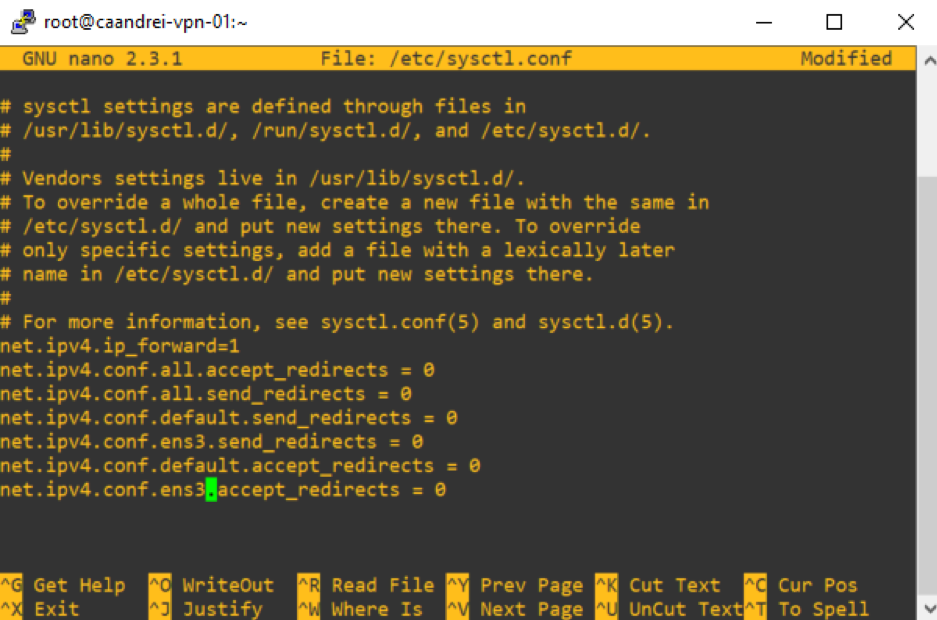 root@caandrei-vpn-01:~
GNU nano 2.3.1 File: /etc/sysctl.conf Modified
# sysctl settings are defined through files in
# /usr/lib/sysctl.d/, /run/sysctl.d/, and /etc/sysctl.d/.
#
# Vendors settings live in /usr/lib/sysctl.d/.
# To override a whole file, create a new file with the same in
# /etc/sysctl.d/ and put new settings there. To override
# only specific settings, add a file with a lexically later
# name in /etc/sysctl.d/ and put new settings there.
#
# For more information, see sysctl.conf(5) and sysctl.d(5).
net.ipv4.ip_forward=1
net.ipv4.conf.all.accept_redirects = 0
net.ipv4.conf.all.send_redirects = 0
net.ipv4.conf.default.send_redirects = 0
net.ipv4.conf.ens3.send_redirects = 0
net.ipv4.conf.default.accept_redirects = 0
net.ipv4.conf.ens3.accept_redirects = 0
^G Get Help ^O WriteOut ^R Read File ^Y Prev Page ^K Cut Text ^C Cur Pos
^X Exit ^J Justify ^W Where Is ^V Next Page ^U UnCut Text ^T To Spell